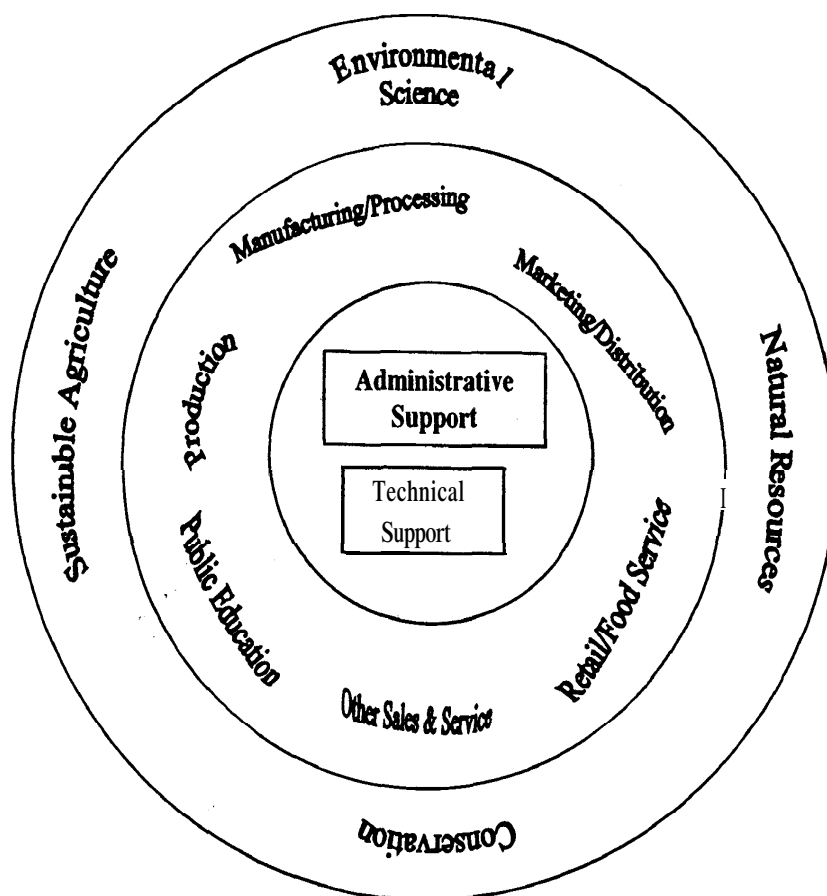 Environmental
Science
Manufacturing/Processing
Marketing/Distribution
Sustainble Agriculture
Production
Administrative
Support
Natural Resources
Technical
Support
I
Public Education
Retail/Food Service
Other Sales & Service
Conservation